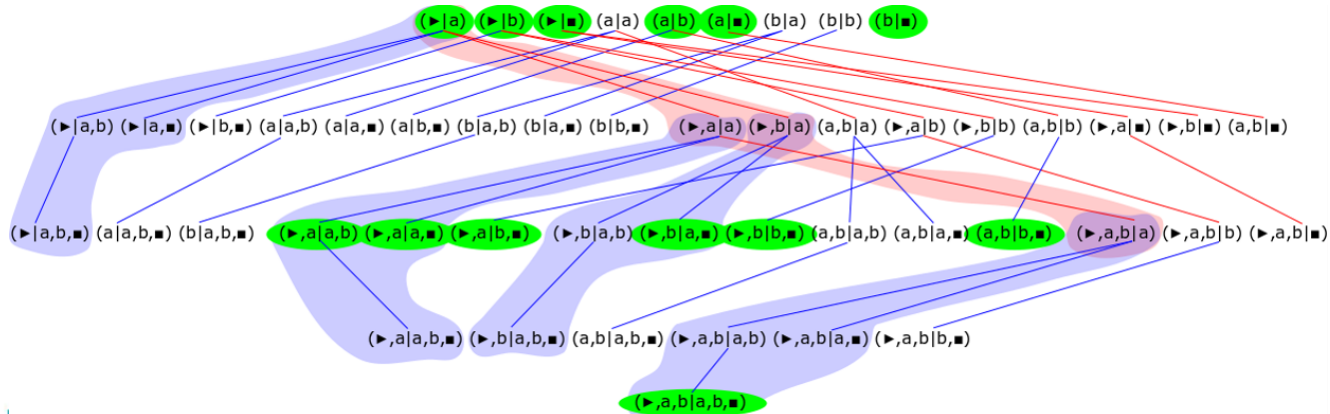 (►|a) (►|b) (►|■) (a|a) (a|b) (a|■) (b|a) (b|b) (b|■)
(►|a,b) (►|a,■) (►|b,■) (a|a,b) (a|a,■) (a|b,■) (b|a,b) (b|a,■) (b|b,■) (►,a|a) (►,b|a) (a,b|a) (►,a|b) (►,b|b) (a,b|b) (►,a|■) (►,b|■) (a,b|■)
(►|a,b,■) (a|a,b,■) (b|a,b,■) (►,a|a,b) (►,a|a,■) (►,a|b,■) (►,b|a,b) (►,b|a,■) (►,b|b,■) (a,b|a,b) (a,b|a,■) (a,b|b,■) (►,a,b|a) (►,a,b|b) (►,a,b|■)
(►,a|a,b,■) (►,b|a,b,■) (a,b|a,b,■) (►,a,b|a,b) (►,a,b|a,■) (►,a,b|b,■)
(►,a,b|a,b,■)